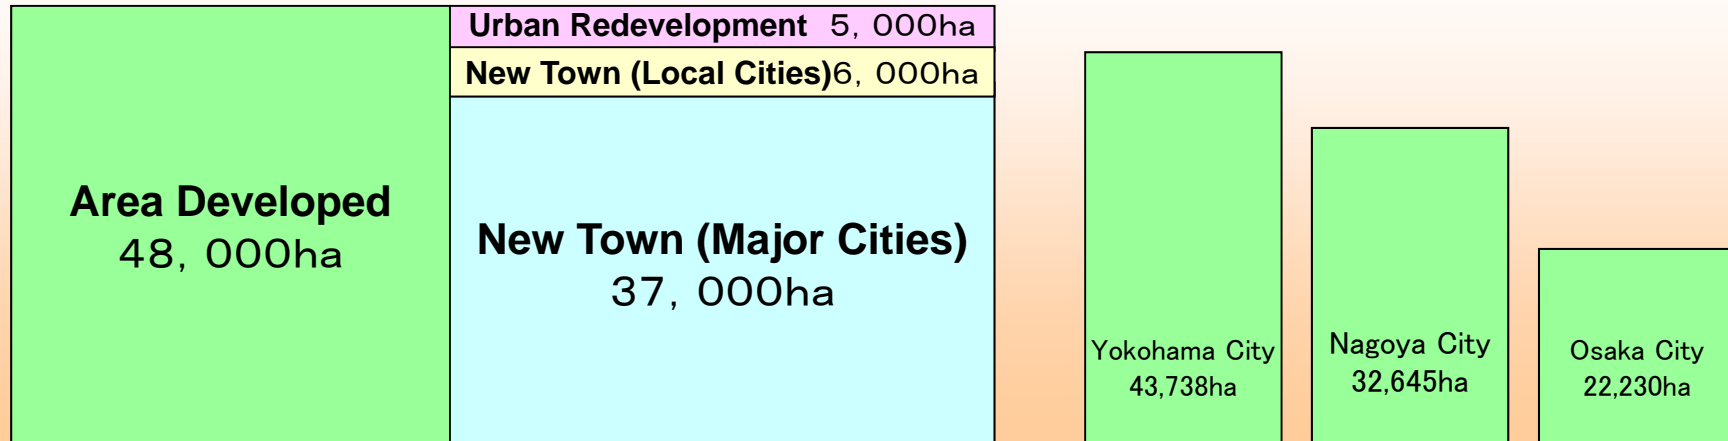 Area Developed
48, 000ha
Urban Redevelopment 5, 000ha
New Town (Local Cities)6, 000ha
New Town (Major Cities)
37, 000ha
Yokohama City
43,738ha
Nagoya City
32,645ha
Osaka City
22,230ha